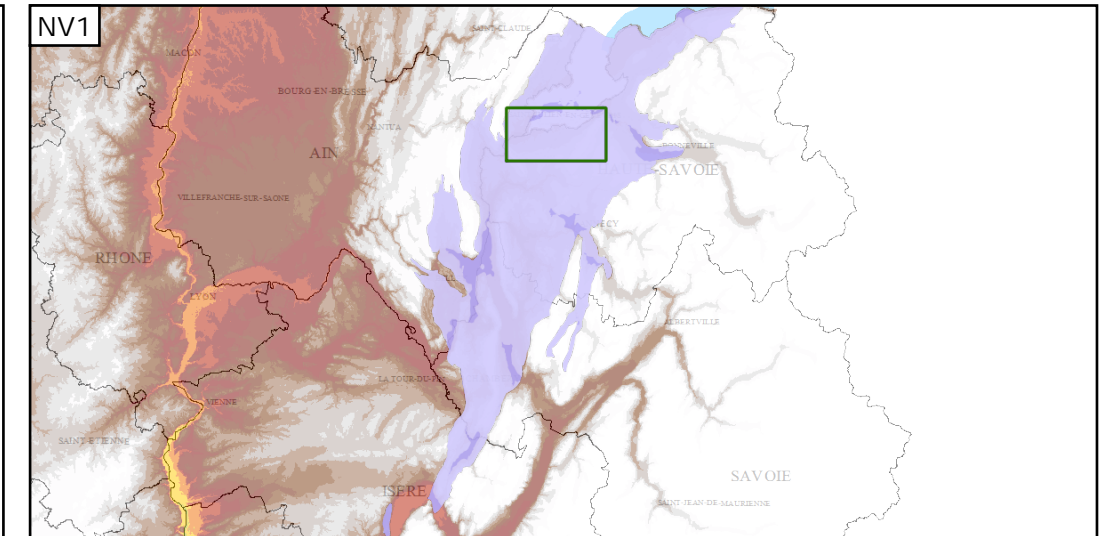 NV1
SAINT-CLAUDE
MACON
BOURG-EN-BRESSE
NANTUA
AIN
BONNEVILLE
-SAVOIE
VILLEFRANCHE-SUR-SAONE
ECY
RHONE
LYON
ALBERTVILLE
LA TOUR-DU-PIN
VIENNE
SAINT-ETIENNE
SAVOIE
ISERE
SAINT-JEAN-DE-MAURIENNE